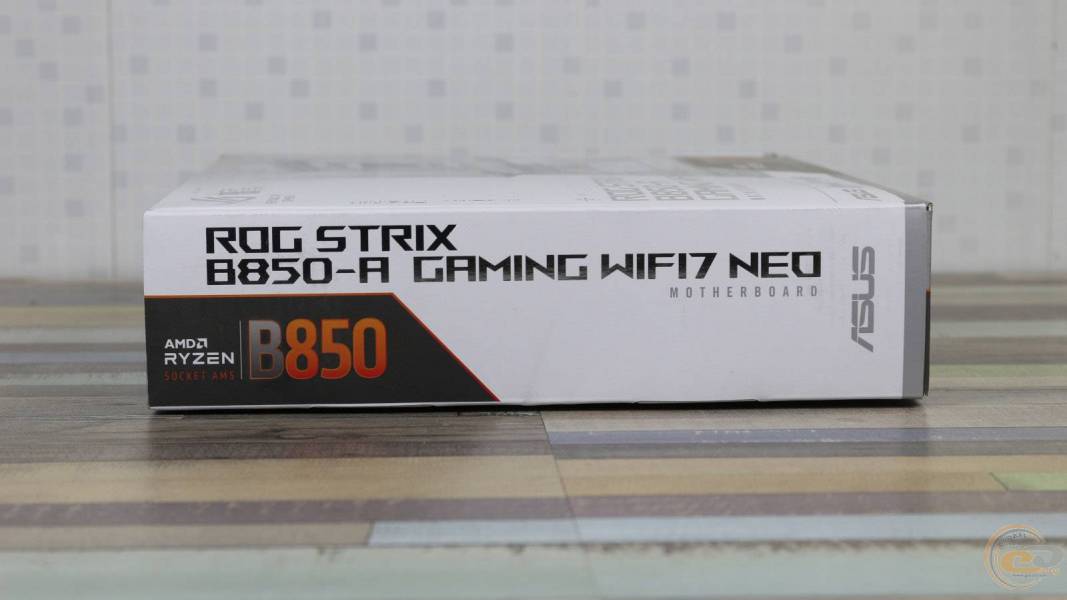 ROG STRIX
B850-A GAMING WIFI7 NEO
MOTHERBOARD
ASUS
AMD
RYZEN
SOCKET AM5
B850